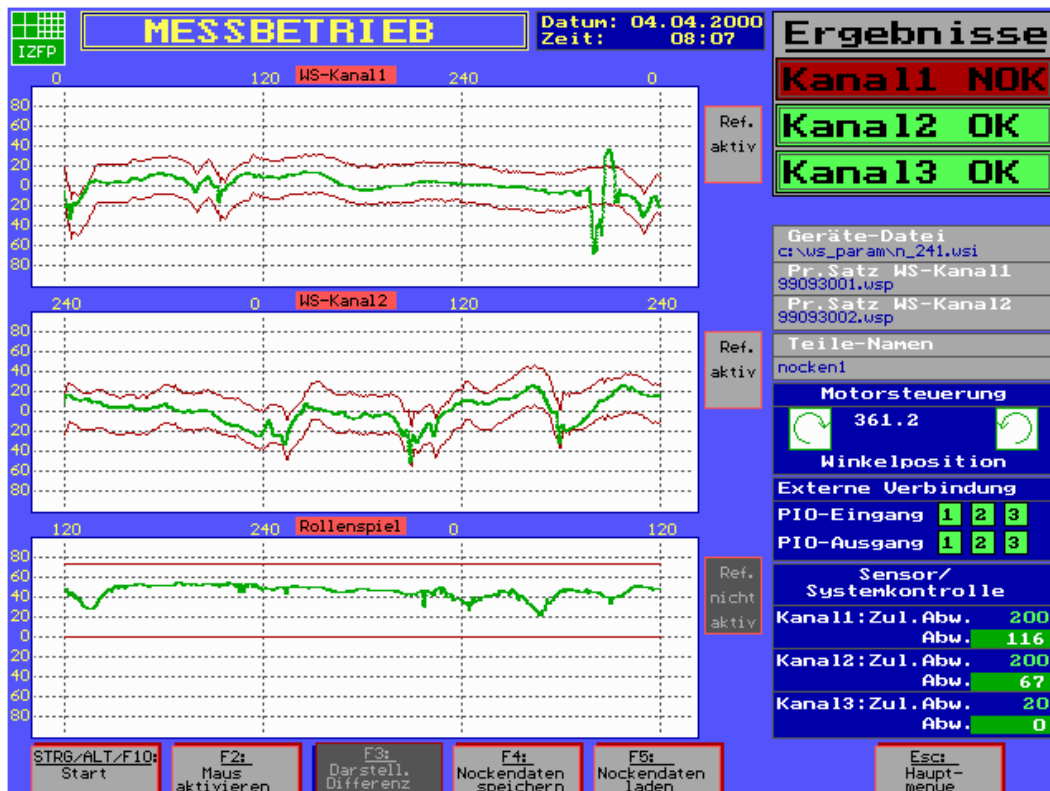 IZFP
MESSBETRIEB
Datum: 04.04.2000
Zeit: 08:07
Ergebnisse
Kanal1 NOK
Kanal2 OK
Kanal3 OK
0 120 WS-Kanal1 240 0
80
60
40
20
0
20
40
60
80
Ref.
aktiv
240 0 WS-Kanal2 120 240
80
60
40
20
0
20
40
60
80
Ref.
aktiv
120 240 Rollenspiel 0 120
80
60
40
20
0
20
40
60
80
Ref.
nicht
aktiv
Geräte-Datei
c:\ws_param\n_241.wsi
Pr.Satz WS-Kanal1
99093001.wsp
Pr.Satz WS-Kanal2
99093002.wsp
Teile-Namen
nocken1
Motorsteuerung
361.2
Winkelposition
Externe Verbindung
PIO-Eingang 1 2 3
PIO-Ausgang 1 2 3
Sensor/
Systemkontrolle
Kanal1:Zul.Abw. 200
Abw. 116
Kanal2:Zul.Abw. 200
Abw. 67
Kanal3:Zul.Abw. 20
Abw. 0
STRG/ALT/F10:
Start
F2:
Maus
aktivieren
F3:
Darstell.
Differenz
F4:
Nockendaten
speichern
F5:
Nockendaten
laden
Esc:
Haupt-
menue